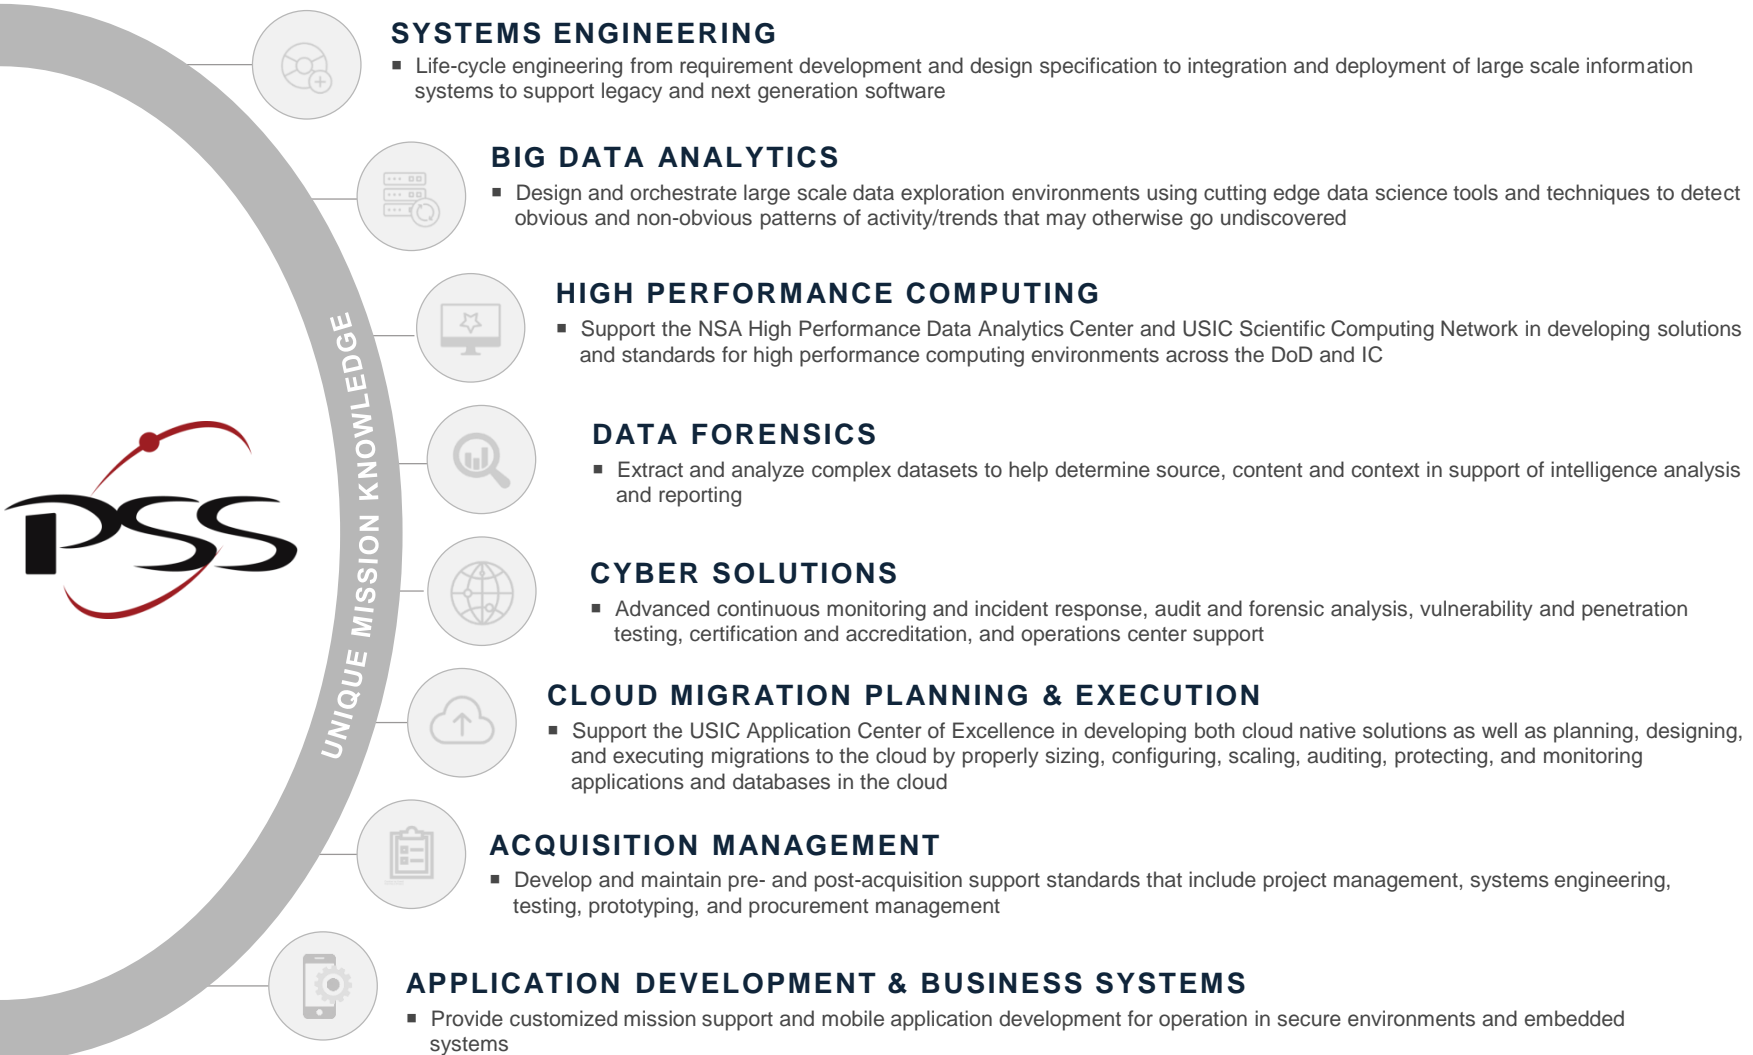 SYSTEMS ENGINEERING
▪ Life-cycle engineering from requirement development and design specification to integration and deployment of large scale information
systems to support legacy and next generation software
BIG DATA ANALYTICS
▪ Design and orchestrate large scale data exploration environments using cutting edge data science tools and techniques to detect
obvious and non-obvious patterns of activity/trends that may otherwise go undiscovered
HIGH PERFORMANCE COMPUTING
▪ Support the NSA High Performance Data Analytics Center and USIC Scientific Computing Network in developing solutions
and standards for high performance computing environments across the DoD and IC
DATA FORENSICS
▪ Extract and analyze complex datasets to help determine source, content and context in support of intelligence analysis
and reporting
PSS
UNIQUE MISSION KNOWLEDGE
CYBER SOLUTIONS
▪ Advanced continuous monitoring and incident response, audit and forensic analysis, vulnerability and penetration
testing, certification and accreditation, and operations center support
CLOUD MIGRATION PLANNING & EXECUTION
▪ Support the USIC Application Center of Excellence in developing both cloud native solutions as well as planning, designing,
and executing migrations to the cloud by properly sizing, configuring, scaling, auditing, protecting, and monitoring
applications and databases in the cloud
ACQUISITION MANAGEMENT
▪ Develop and maintain pre- and post-acquisition support standards that include project management, systems engineering,
testing, prototyping, and procurement management
APPLICATION DEVELOPMENT & BUSINESS SYSTEMS
▪ Provide customized mission support and mobile application development for operation in secure environments and embedded
systems